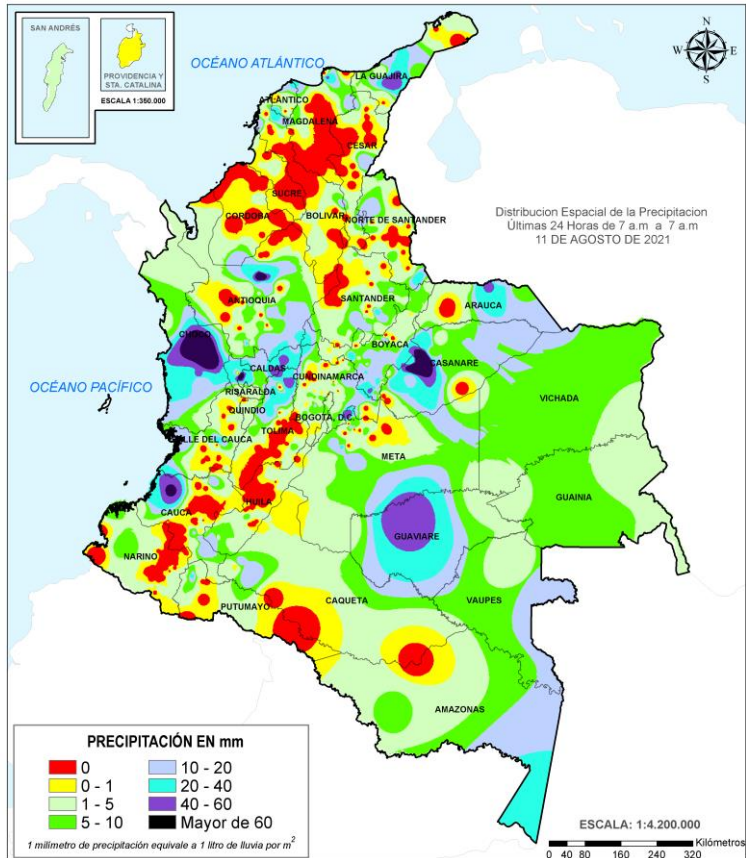 SAN ANDRÉS
PROVIDENCIA Y
STA. CATALINA
ESCALA 1:350.000
N
W
E
S
OCÉANO ATLÁNTICO
LA GUAJIRA
ATLÁNTICO
MAGDALENA
CESAR
SUCRE
CORDOBA
BOLIVAR
NORTE DE SANTANDER
Distribucion Espacial de la Precipitacion
Últimas 24 Horas de 7 a.m a 7 a.m
11 DE AGOSTO DE 2021
ANTIOQUIA
SANTANDER
ARAUCA
CHOCO
BOYACA
CASANARE
CALDAS
CUNDINAMARCA
OCÉANO PACÍFICO
RISARALDA
VICHADA
QUINDIO
BOGOTA, D.C.
TOLIMA
VALLE DEL CAUCA
META
GUAINIA
HUILA
CAUCA
GUAVIARE
NARINO
CAQUETA
VAUPES
PUTUMAYO
AMAZONAS
PRECIPITACIÓN EN mm
0
0 - 1
1 - 5
5 - 10
10 - 20
20 - 40
40 - 60
Mayor de 60
1 milímetro de precipitación equivale a 1 litro de lluvia por m²
ESCALA: 1:4.200.000
Kilómetros
0 40 80 160 240 320